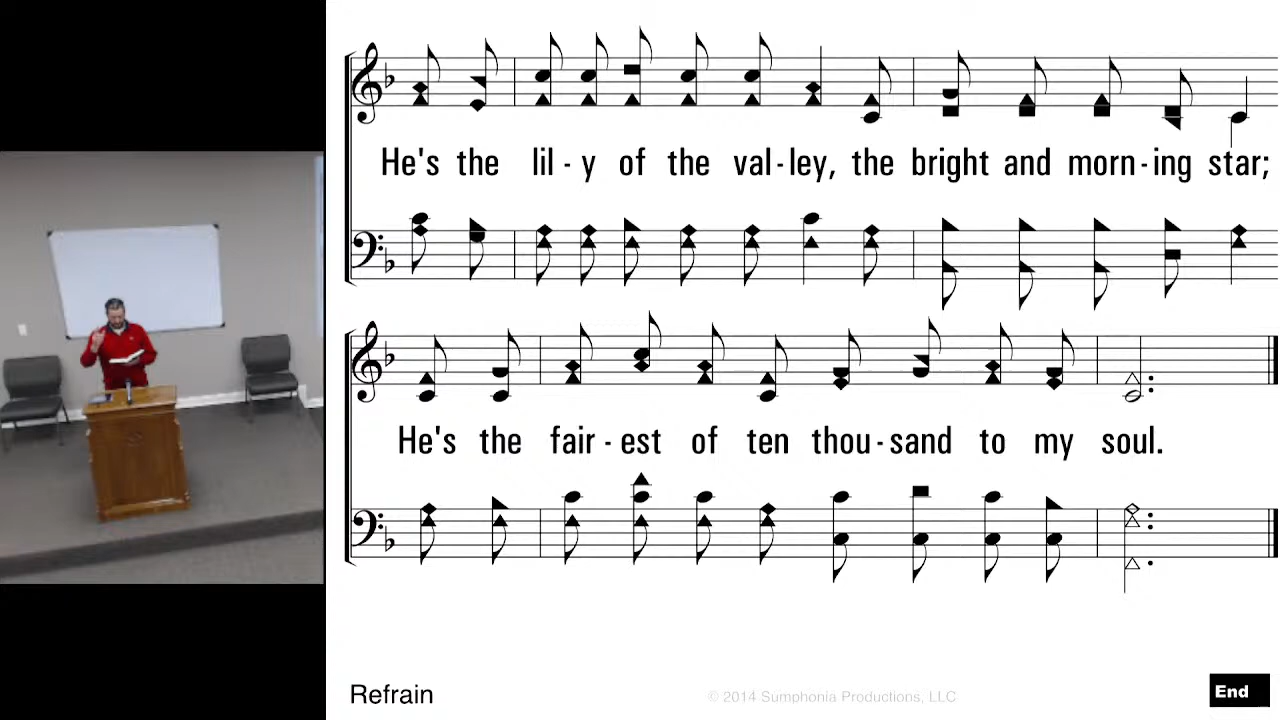 He's the lil - y of the val - ley, the bright and morn - ing star;
He's the fair - est of ten thou - sand to my soul.
Refrain
© 2014 Sumphonia Productions, LLC
End